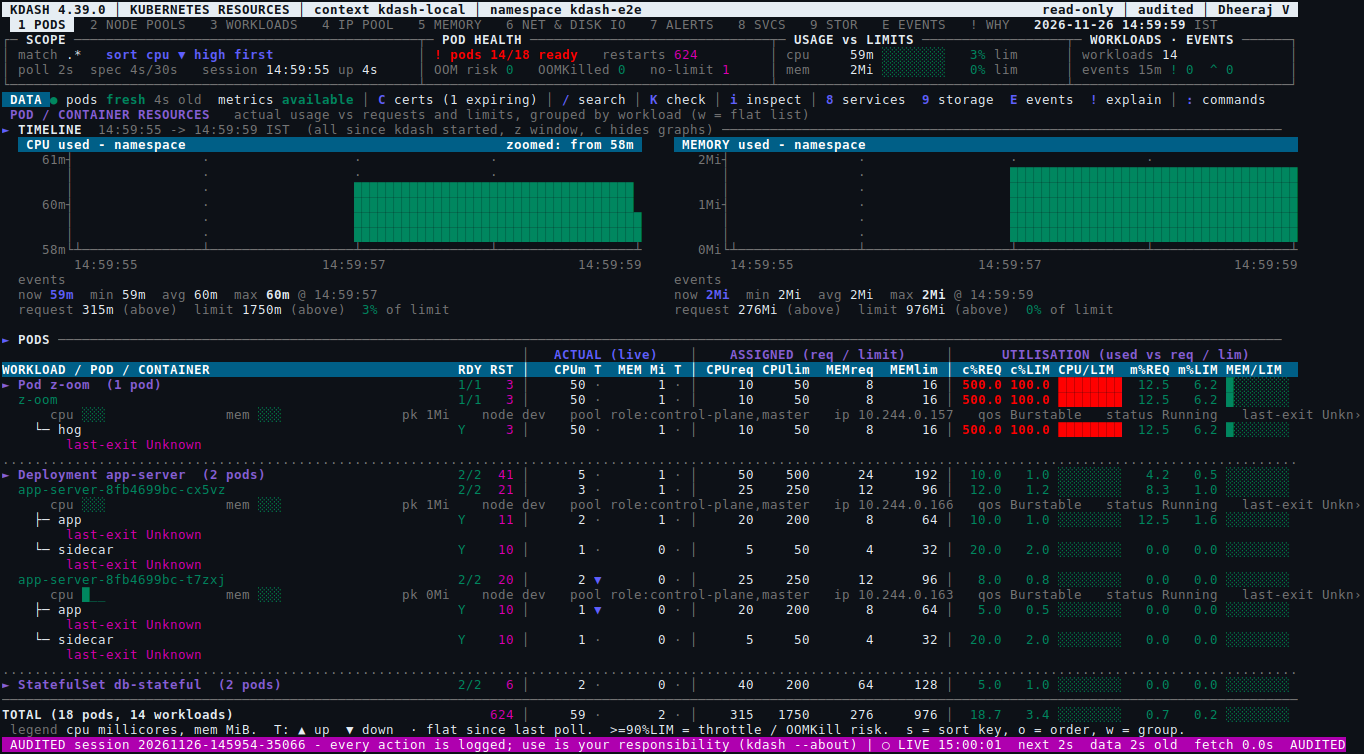 KDASH 4.39.0 │ KUBERNETES RESOURCES │ context kdash-local │ namespace kdash-e2e read-only │ audited │ Dheeraj V
1 PODS 2 NODE POOLS 3 WORKLOADS 4 IP POOL 5 MEMORY 6 NET & DISK IO 7 ALERTS 8 SVCS 9 STOR E EVENTS ! WHY 2026-11-26 14:59:59 IST
SCOPE POD HEALTH USAGE vs LIMITS WORKLOADS · EVENTS
match .* sort cpu ▼ high first ! pods 14/18 ready restarts 624 cpu 59m 3% lim workloads 14
poll 2s spec 4s/30s session 14:59:55 up 4s OOM risk 0 OOMKilled 0 no-limit 1 mem 2Mi 0% lim events 15m ! 0 ^ 0
DATA ● pods fresh 4s old metrics available │ C certs (1 expiring) │ / search │ K check │ i inspect │ 8 services 9 storage E events ! explain │ : commands
POD / CONTAINER RESOURCES actual usage vs requests and limits, grouped by workload (w = flat list)
► TIMELINE 14:59:55 -> 14:59:59 IST (all since kdash started, z window, c hides graphs)
CPU used - namespace zoomed: from 58m MEMORY used - namespace
61m 2Mi
60m 1Mi
58m 0Mi
14:59:55 14:59:57 14:59:59 14:59:55 14:59:57 14:59:59
events events
now 59m min 59m avg 60m max 60m @ 14:59:57 now 2Mi min 2Mi avg 2Mi max 2Mi @ 14:59:59
request 315m (above) limit 1750m (above) 3% of limit request 276Mi (above) limit 976Mi (above) 0% of limit
► PODS
ACTUAL (live) │ ASSIGNED (req / limit) │ UTILISATION (used vs req / lim)
WORKLOAD / POD / CONTAINER RDY RST │ CPUm T MEM Mi T │ CPUreq CPUlim MEMreq MEMlim │ c%REQ c%LIM CPU/LIM m%REQ m%LIM MEM/LIM
► Pod z-oom (1 pod) 1/1 3 │ 50 · 1 · │ 10 50 8 16 │ 500.0 100.0 12.5 6.2
z-oom 1/1 3 │ 50 · 1 · │ 10 50 8 16 │ 500.0 100.0 12.5 6.2
cpu mem pk 1Mi node dev pool role:control-plane,master ip 10.244.0.157 qos Burstable status Running last-exit Unkn›
└─ hog Y 3 │ 50 · 1 · │ 10 50 8 16 │ 500.0 100.0 12.5 6.2
last-exit Unknown
► Deployment app-server (2 pods) 2/2 41 │ 5 · 1 · │ 50 500 24 192 │ 10.0 1.0 4.2 0.5
app-server-8fb4699bc-cx5vz 2/2 21 │ 3 · 1 · │ 25 250 12 96 │ 12.0 1.2 8.3 1.0
cpu mem pk 1Mi node dev pool role:control-plane,master ip 10.244.0.166 qos Burstable status Running last-exit Unkn›
├─ app Y 11 │ 2 · 1 · │ 20 200 8 64 │ 10.0 1.0 12.5 1.6
last-exit Unknown
└─ sidecar Y 10 │ 1 · 0 · │ 5 50 4 32 │ 20.0 2.0 0.0 0.0
last-exit Unknown
app-server-8fb4699bc-t7zxj 2/2 20 │ 2 ▼ 0 · │ 25 250 12 96 │ 8.0 0.8 0.0 0.0
cpu mem pk 0Mi node dev pool role:control-plane,master ip 10.244.0.163 qos Burstable status Running last-exit Unkn›
├─ app Y 10 │ 1 ▼ 0 · │ 20 200 8 64 │ 5.0 0.5 0.0 0.0
last-exit Unknown
└─ sidecar Y 10 │ 1 · 0 · │ 5 50 4 32 │ 20.0 2.0 0.0 0.0
last-exit Unknown
► StatefulSet db-stateful (2 pods) 2/2 6 │ 2 · 0 · │ 40 200 64 128 │ 5.0 1.0 0.0 0.0
TOTAL (18 pods, 14 workloads) 624 │ 59 · 2 · │ 315 1750 276 976 │ 18.7 3.4 0.7 0.2
legend cpu millicores, mem MiB. T: ▲ up ▼ down · flat since last poll. >=90%LIM = throttle / OOMKill risk. s = sort key, o = order, w = group.
AUDITED session 20261126-145954-35066 - every action is logged; use is your responsibility (kdash --about) | ○ LIVE 15:00:01 next 2s data 2s old fetch 0.0s AUDITED